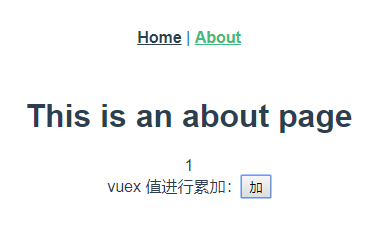 Home | About
This is an about page
1
vuex 值进行累加：加